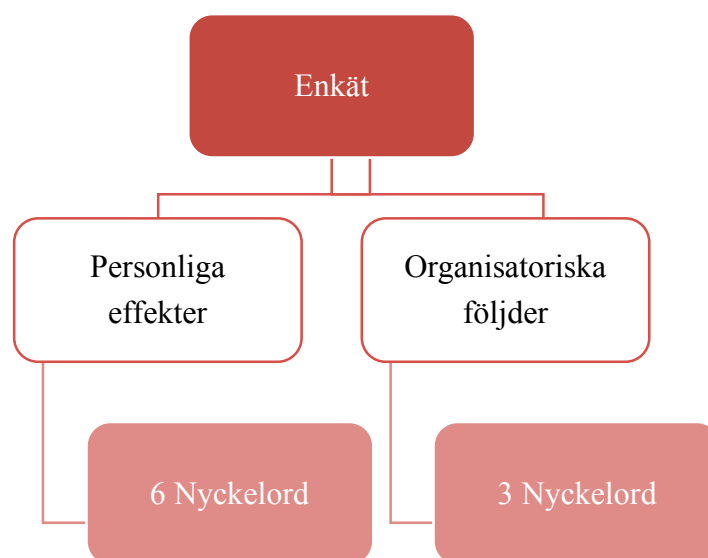 Enkät
Personliga
effekter
Organisatoriska
följder
6 Nyckelord
3 Nyckelord